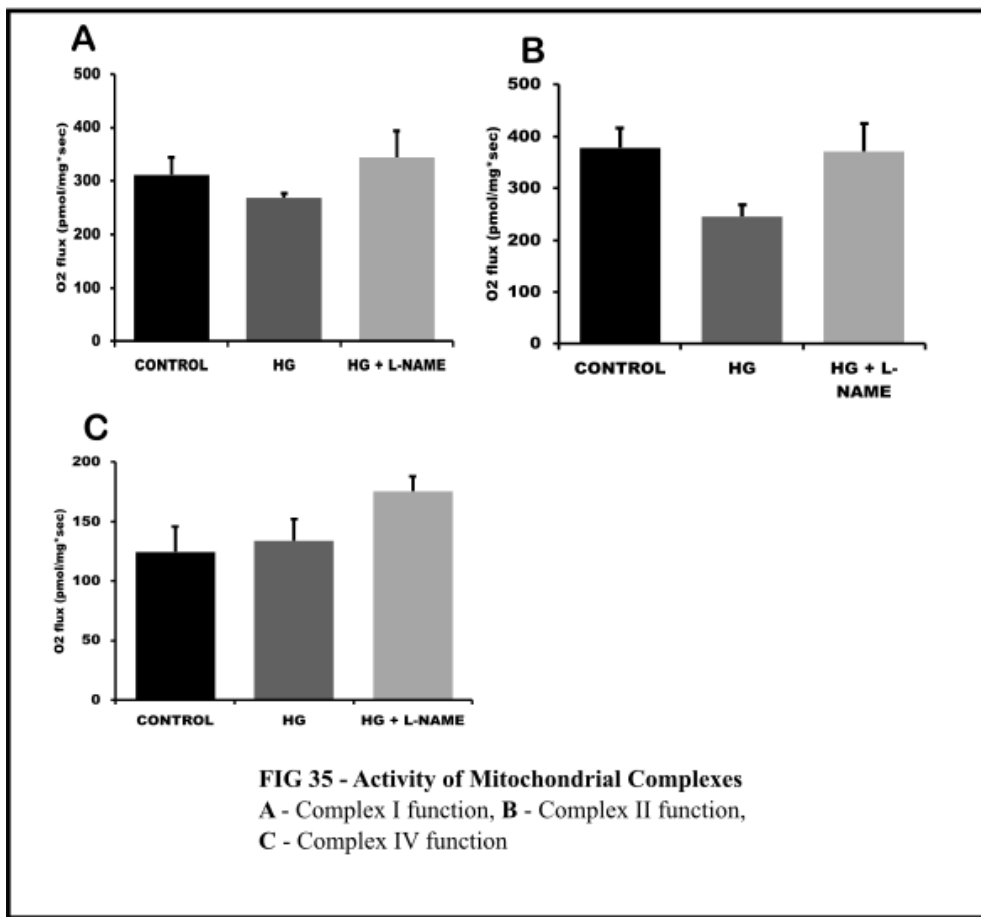 A
500
400
300
200
100
0
O2 flux (pmol/mg*sec)
CONTROL HG HG + L-NAME
B
500
400
300
200
100
0
O2 flux (pmol/mg*sec)
CONTROL HG HG + L-
NAME
C
200
150
100
50
0
O2 flux (pmol/mg*sec)
CONTROL HG HG + L-NAME
FIG 35 - Activity of Mitochondrial Complexes
A - Complex I function, B - Complex II function,
C - Complex IV function